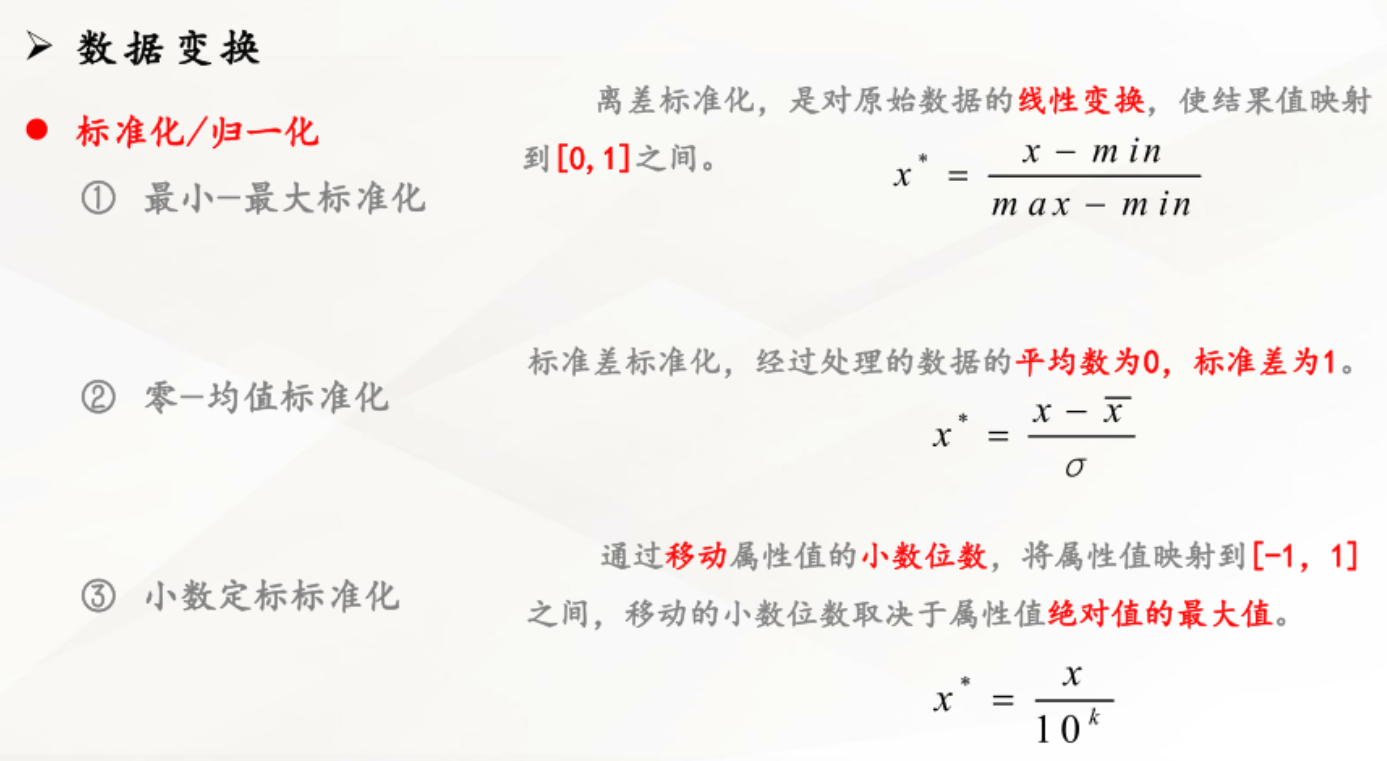 ➢ 数据变换
● 标准化/归一化
① 最小—最大标准化
离差标准化，是对原始数据的线性变换，使结果值映射
到[0,1]之间。
x* = (x - min) / (max - min)
② 零—均值标准化
标准差标准化，经过处理的数据的平均数为0，标准差为1。
x* = (x - x̅) / σ
③ 小数定标标准化
通过移动属性值的小数位数，将属性值映射到[-1, 1]
之间，移动的小数位数取决于属性值绝对值的最大值。
x* = x / 10^k